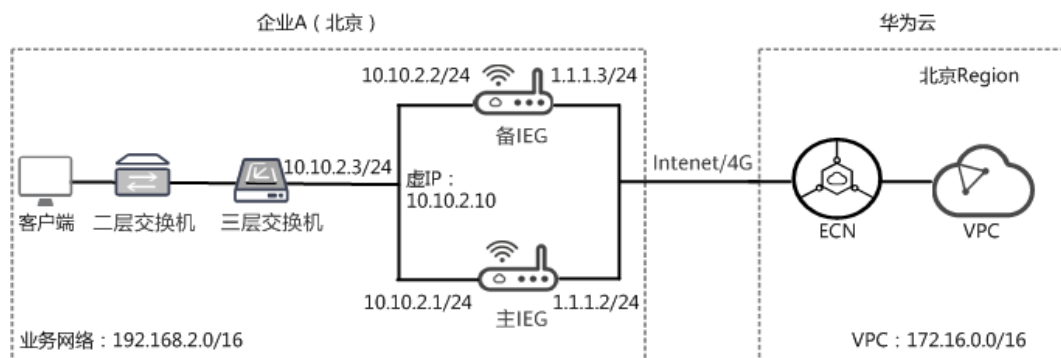 企业A（北京）
华为云
10.10.2.2/24
1.1.1.3/24
北京Region
备IEG
10.10.2.3/24
虚IP：
10.10.2.10
Intenet/4G
客户端
二层交换机
三层交换机
ECN
VPC
10.10.2.1/24
1.1.1.2/24
主IEG
业务网络：192.168.2.0/16
VPC：172.16.0.0/16